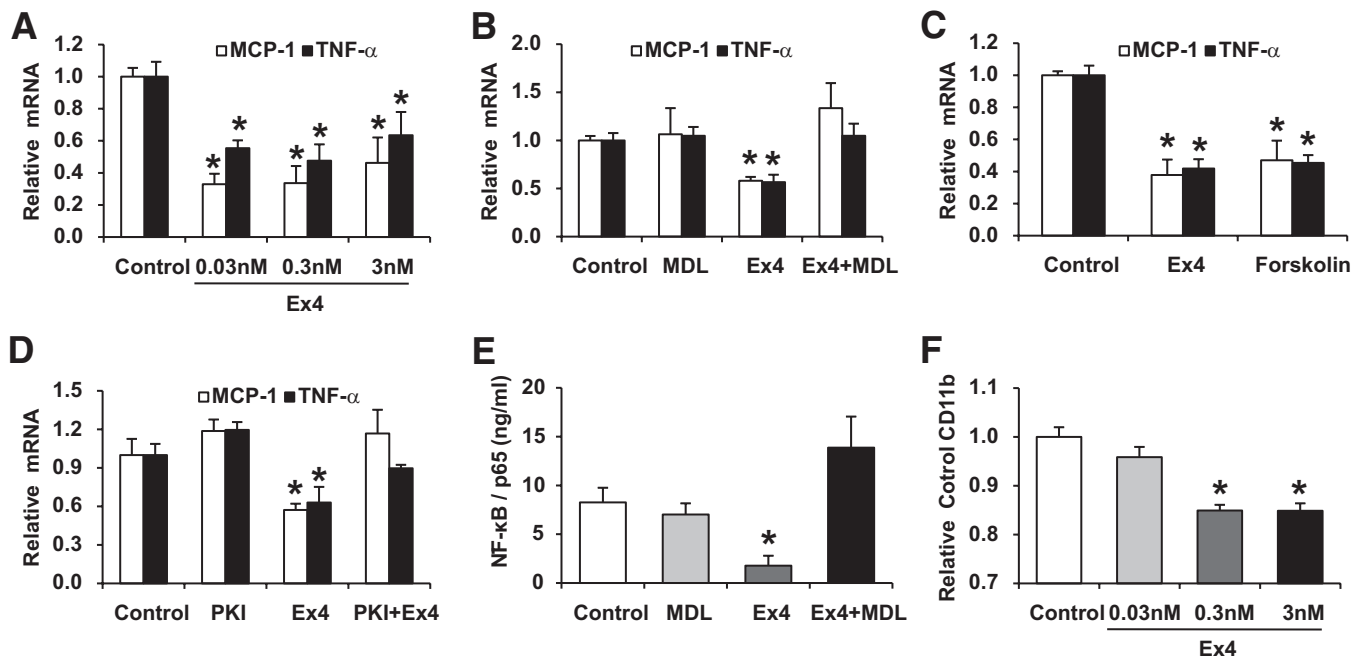 A
MCP-1 TNF-α
Relative mRNA
1.2
1.0
0.8
0.6
0.4
0.2
0.0
* * * * * *
Control 0.03nM 0.3nM 3nM
Ex4
B
MCP-1 TNF-α
Relative mRNA
2.0
1.5
1.0
0.5
0.0
* *
Control MDL Ex4 Ex4+MDL
C
MCP-1 TNF-α
Relative mRNA
1.2
1.0
0.8
0.6
0.4
0.2
0.0
* * * *
Control Ex4 Forskolin
D
MCP-1 TNF-α
Relative mRNA
1.5
1.2
0.9
0.6
0.3
0.0
* *
Control PKI Ex4 PKI+Ex4
E
NF-κB / p65 (ng/ml)
20
15
10
5
0
*
Control MDL Ex4 Ex4+MDL
F
Relative Cotrol CD11b
1.1
1.0
0.9
0.8
0.7
* *
Control 0.03nM 0.3nM 3nM
Ex4